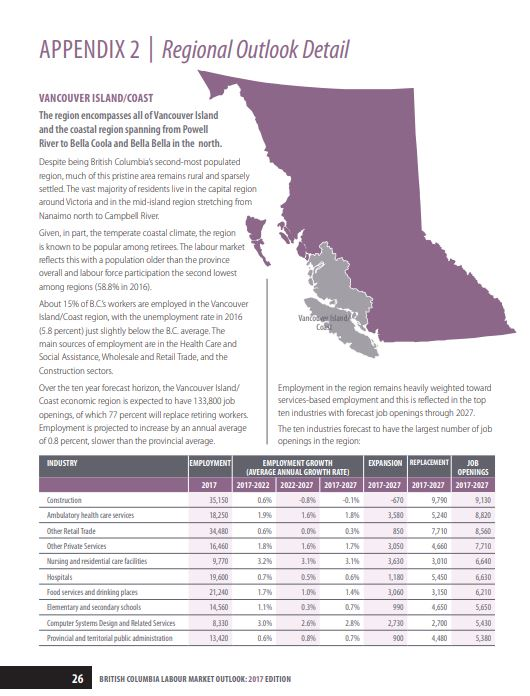 APPENDIX 2 | Regional Outlook Detail
VANCOUVER ISLAND/COAST
The region encompasses all of Vancouver Island
and the coastal region spanning from Powell
River to Bella Coola and Bella Bella in the north.
Despite being British Columbia's second-most populated
region, much of this pristine area remains rural and sparsely
settled. The vast majority of residents live in the capital region
around Victoria and in the mid-island region stretching from
Nanaimo north to Campbell River.
Given, in part, the temperate coastal climate, the region
is known to be popular among retirees. The labour market
reflects this with a population older than the province
overall and labour force participation the second lowest
among regions (58.8% in 2016).
About 15% of B.C.'s workers are employed in the Vancouver
Island/Coast region, with the unemployment rate in 2016
(5.8 percent) just slightly below the B.C. average. The
main sources of employment are in the Health Care and
Social Assistance, Wholesale and Retail Trade, and the
Construction sectors.
Over the ten year forecast horizon, the Vancouver Island/
Coast economic region is expected to have 133,800 job
openings, of which 77 percent will replace retiring workers.
Employment is projected to increase by an annual average
of 0.8 percent, slower than the provincial average.
Vancouver Island/
Coast
Employment in the region remains heavily weighted toward
services-based employment and this is reflected in the top
ten industries with forecast job openings through 2027.
The ten industries forecast to have the largest number of job
openings in the region:
INDUSTRY EMPLOYMENT EMPLOYMENT GROWTH (AVERAGE ANNUAL GROWTH RATE) EXPANSION REPLACEMENT JOB OPENINGS
2017 2017-2022 2022-2027 2017-2027 2017-2027 2017-2027 2017-2027
Construction 35,150 0.6% -0.8% -0.1% -670 9,790 9,130
Ambulatory health care services 18,250 1.9% 1.6% 1.8% 3,580 5,240 8,820
Other Retail Trade 34,480 0.6% 0.0% 0.3% 850 7,710 8,560
Other Private Services 16,460 1.8% 1.6% 1.7% 3,050 4,660 7,710
Nursing and residential care facilities 9,770 3.2% 3.1% 3.1% 3,630 3,010 6,640
Hospitals 19,600 0.7% 0.5% 0.6% 1,180 5,450 6,630
Food services and drinking places 21,240 1.7% 1.0% 1.4% 3,060 3,150 6,210
Elementary and secondary schools 14,560 1.1% 0.3% 0.7% 990 4,650 5,650
Computer Systems Design and Related Services 8,330 3.0% 2.6% 2.8% 2,730 2,700 5,430
Provincial and territorial public administration 13,420 0.6% 0.8% 0.7% 900 4,480 5,380
26 BRITISH COLUMBIA LABOUR MARKET OUTLOOK: 2017 EDITION